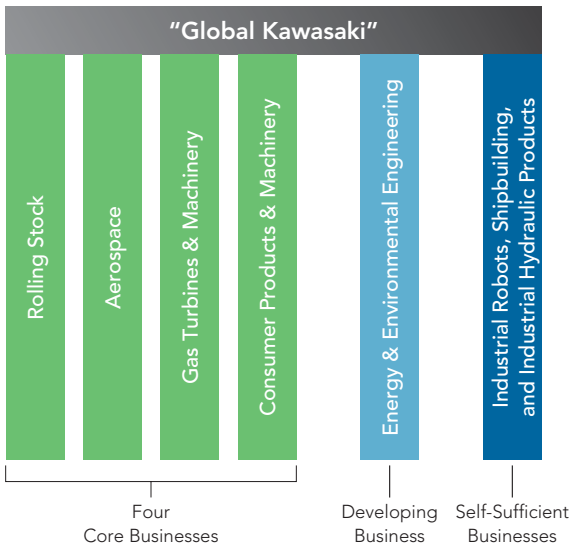 "Global Kawasaki"
Rolling Stock
Aerospace
Gas Turbines & Machinery
Consumer Products & Machinery
Energy & Environmental Engineering
Industrial Robots, Shipbuilding,
and Industrial Hydraulic Products
Four
Core Businesses
Developing
Business
Self-Sufficient
Businesses